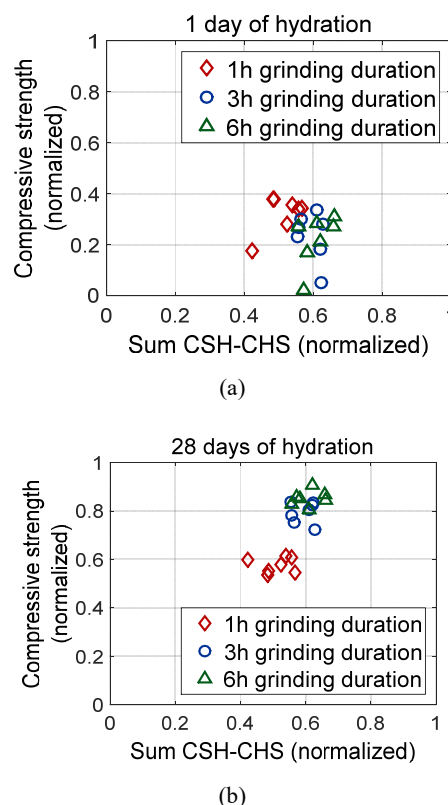 1 day of hydration
1
0.8
0.6
0.4
0.2
0
Compressive strength
(normalized)
1h grinding duration
3h grinding duration
6h grinding duration
0
0.2
0.4
0.6
0.8
Sum CSH-CHS (normalized)
(a)
28 days of hydration
1
0.8
0.6
0.4
0.2
0
Compressive strength
(normalized)
1h grinding duration
3h grinding duration
6h grinding duration
0
0.2
0.4
0.6
0.8
1
Sum CSH-CHS (normalized)
(b)